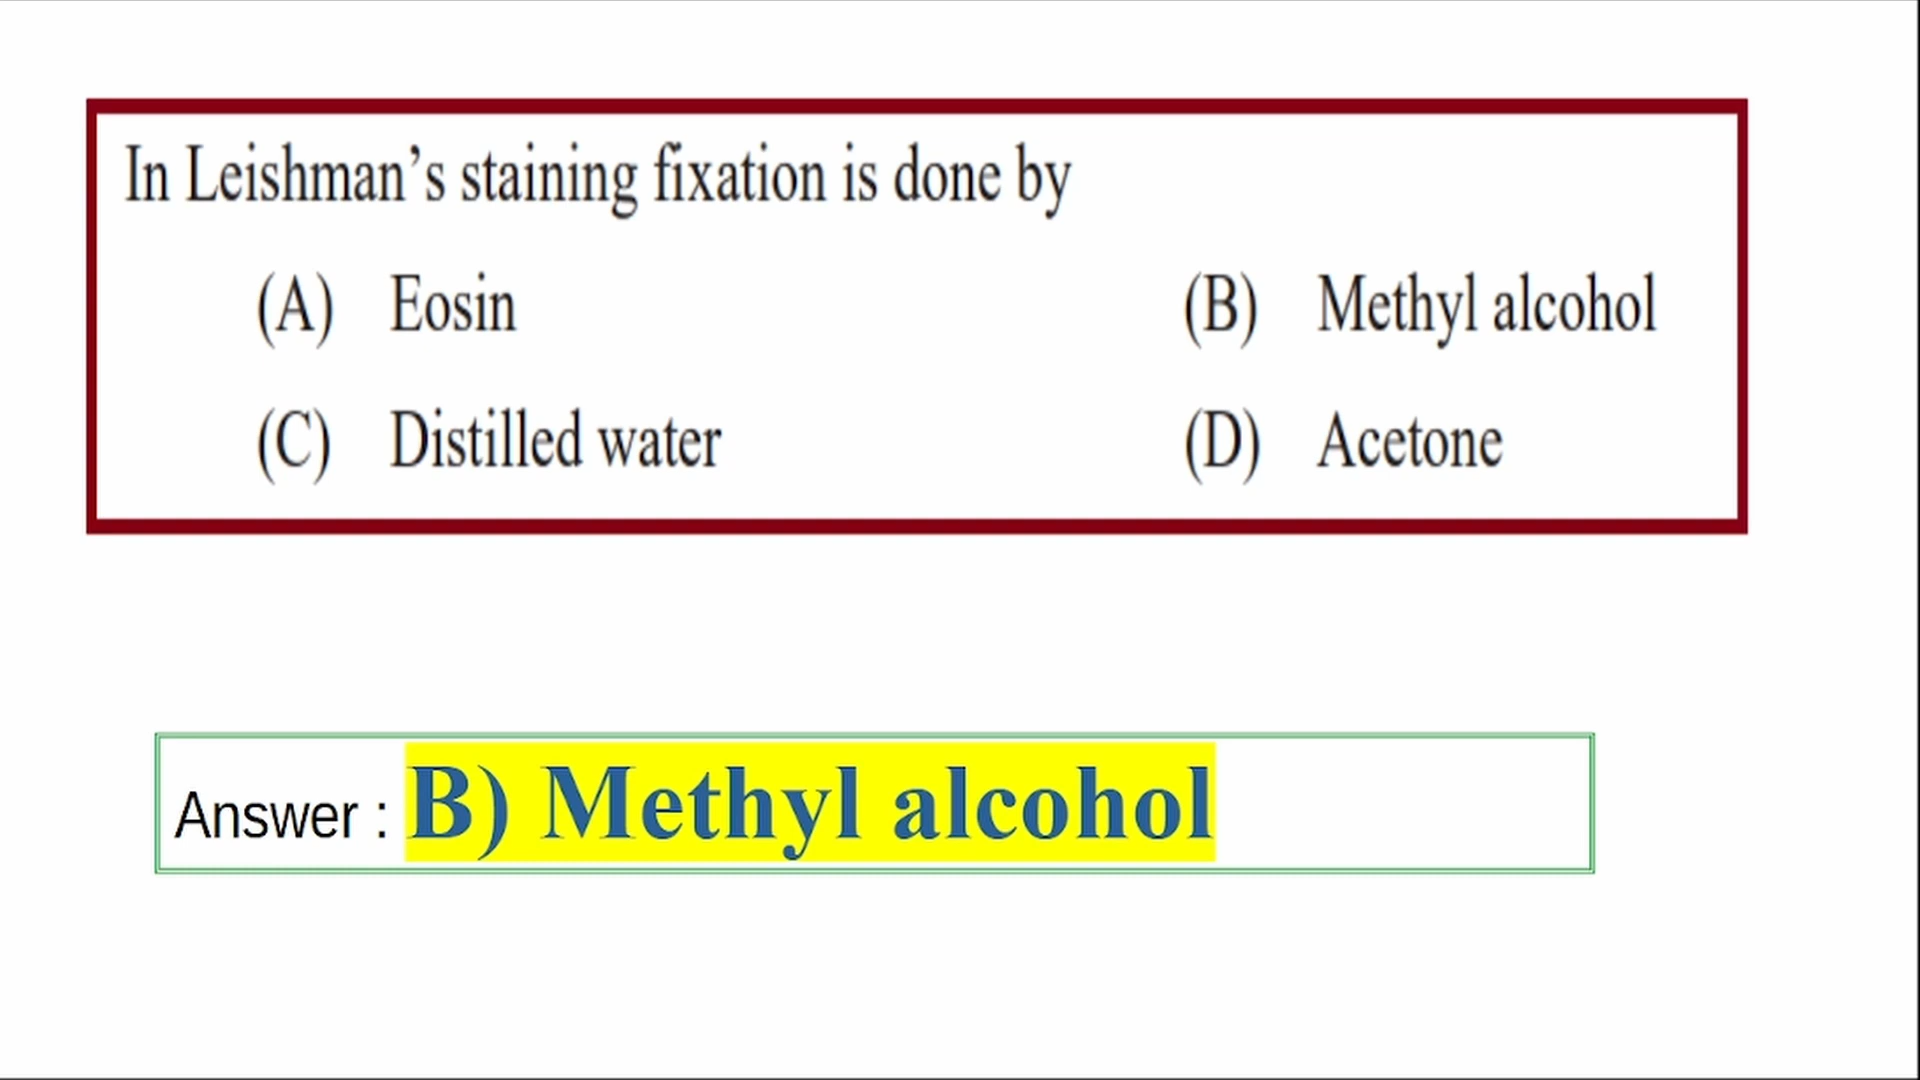 In Leishman’s staining fixation is done by
(A) Eosin (B) Methyl alcohol
(C) Distilled water (D) Acetone
Answer : B) Methyl alcohol